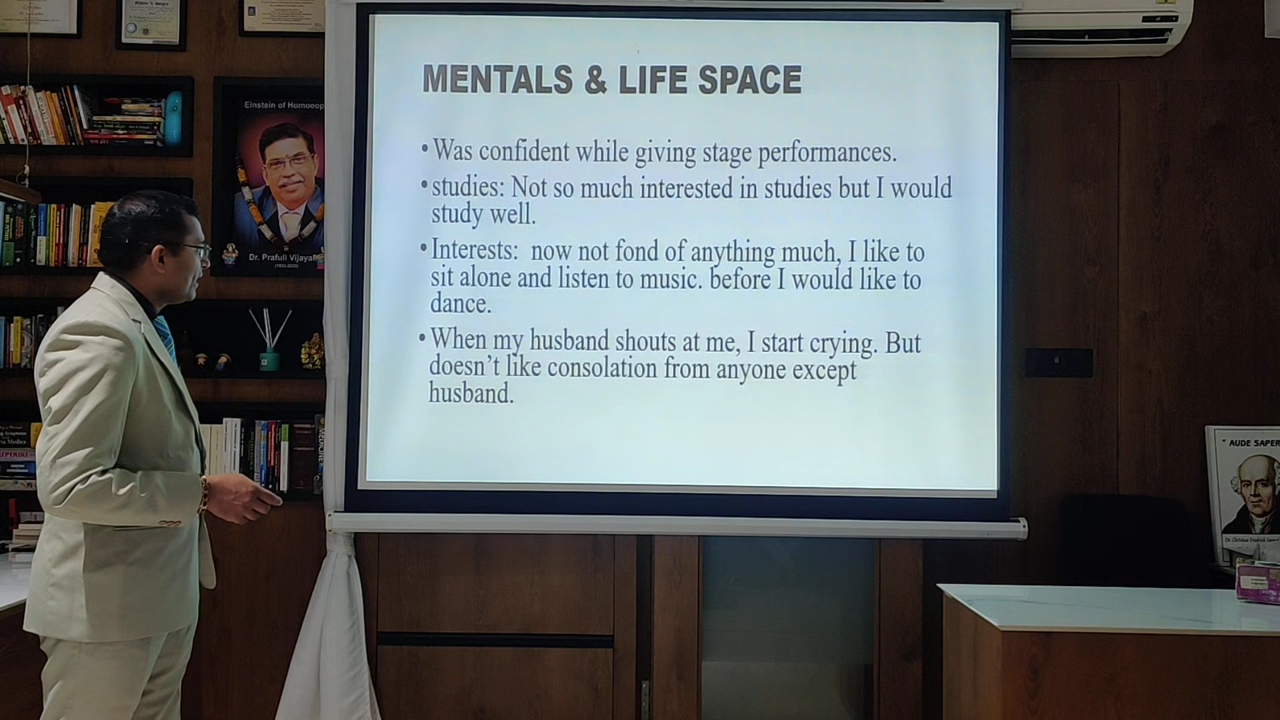 MENTALS & LIFE SPACE
• Was confident while giving stage performances.
• studies: Not so much interested in studies but I would
study well.
• Interests: now not fond of anything much, I like to
sit alone and listen to music. before I would like to
dance.
• When my husband shouts at me, I start crying. But
doesn't like consolation from anyone except
husband.
Einstein of Homoeop
Dr. Prafull Vijayak
" AUDE SAPER